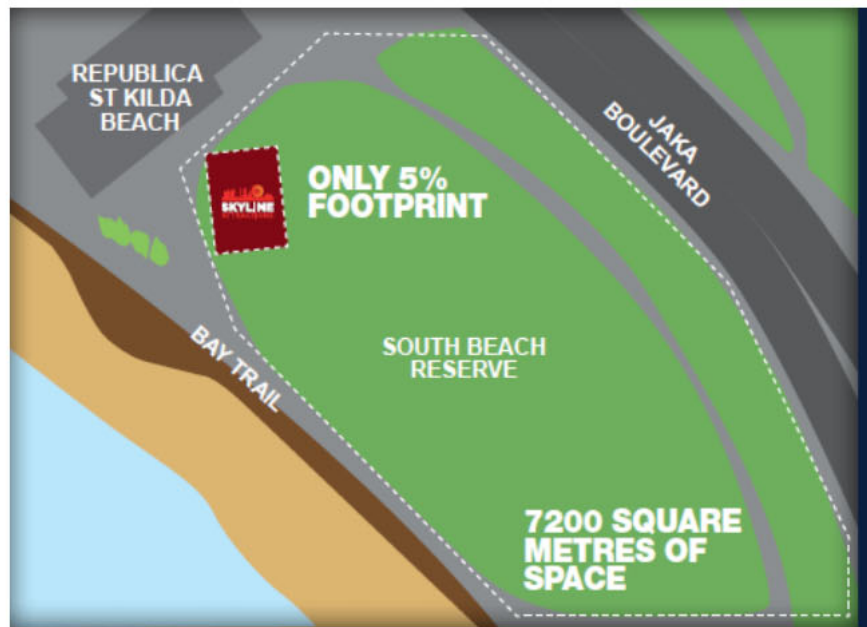 REPUBLICA
ST KILDA
BEACH
JAKA
BOULEVARD
SKYLINE
ONLY 5%
FOOTPRINT
BAY TRAIL
SOUTH BEACH
RESERVE
7200 SQUARE
METRES OF
SPACE